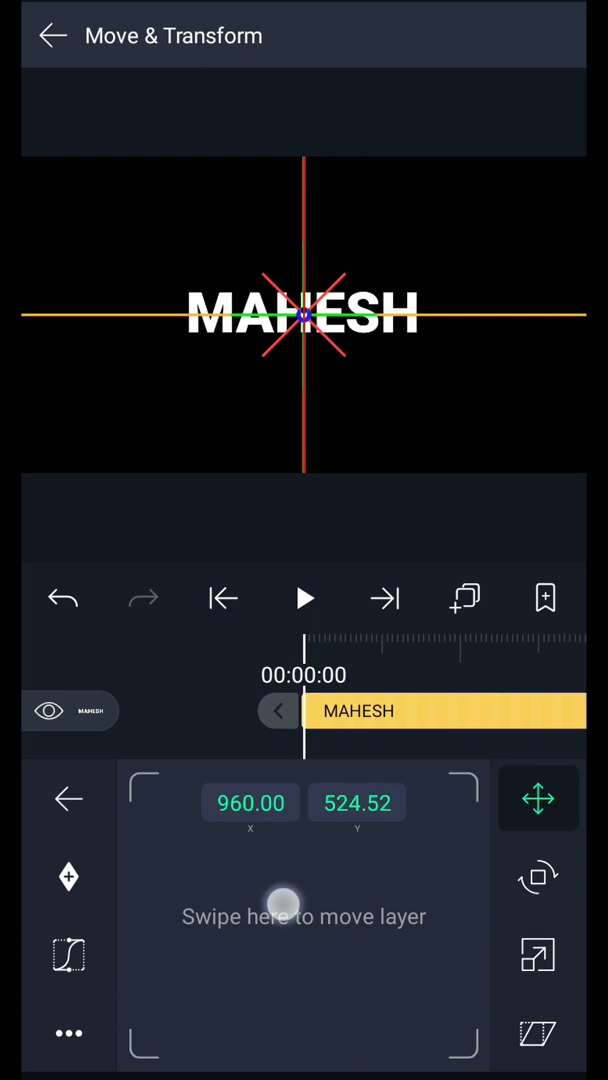 Move & Transform
MAHESH
00:00:00
MAHESH
MAHESH
960.00 524.52
X Y
Swipe here to move layer